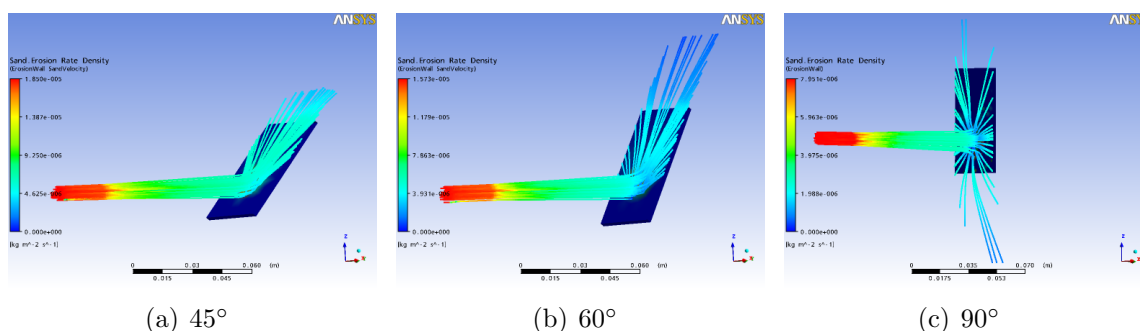 ANSYS
Sand.Erosion Rate Density
(ErosionWall SandVelocity)
1.850e-005
1.387e-005
9.250e-006
4.625e-006
0.000e+000
[kg m^-2 s^-1]
0 0.03 0.060 (m)
0.015 0.045
z
x
(a) 45°
ANSYS
Sand.Erosion Rate Density
(ErosionWall SandVelocity)
1.573e-005
1.179e-005
7.863e-006
3.931e-006
0.000e+000
[kg m^-2 s^-1]
0 0.03 0.060 (m)
0.015 0.045
z
x
(b) 60°
ANSYS
Sand.Erosion Rate Density
(ErosionWall SandVelocity)
7.951e-006
5.963e-006
3.975e-006
1.988e-006
0.000e+000
[kg m^-2 s^-1]
0 0.035 0.070 (m)
0.0175 0.053
z
x
(c) 90°